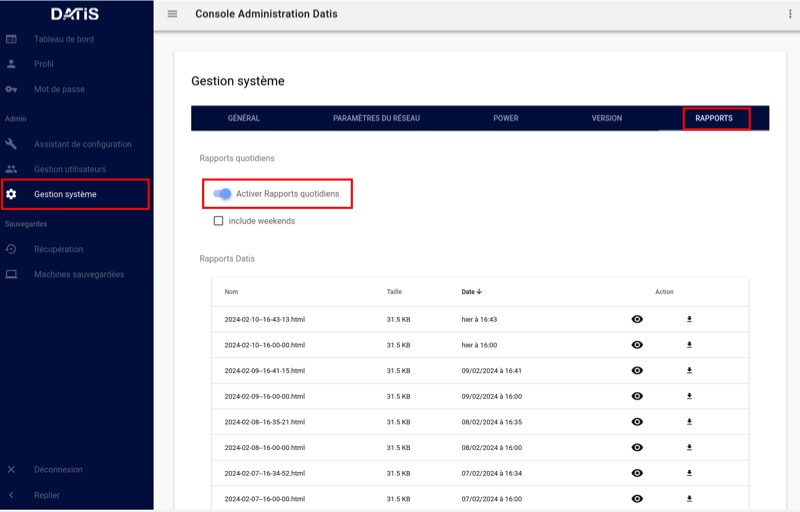 DATIS
Console Administration Datis
Tableau de bord
Profil
Mot de passe
Admin
Assistant de configuration
Gestion utilisateurs
Gestion système
Sauvegardes
Récupération
Machines sauvegardées
Déconnexion
Replier
Gestion système
GÉNÉRAL PARAMÈTRES DU RÉSEAU POWER VERSION RAPPORTS
Rapports quotidiens
Activer Rapports quotidiens
include weekends
Rapports Datis
Nom Taille Date Action
2024-02-10--16-43-13.html 31.5 KB hier à 16:43
2024-02-10--16-00-00.html 31.5 KB hier à 16:00
2024-02-09--16-41-15.html 31.5 KB 09/02/2024 à 16:41
2024-02-09--16-00-00.html 31.5 KB 09/02/2024 à 16:00
2024-02-08--16-35-21.html 31.5 KB 08/02/2024 à 16:35
2024-02-08--16-00-00.html 31.5 KB 08/02/2024 à 16:00
2024-02-07--16-34-52.html 31.5 KB 07/02/2024 à 16:34
2024-02-07--16-00-00.html 31.5 KB 07/02/2024 à 16:00